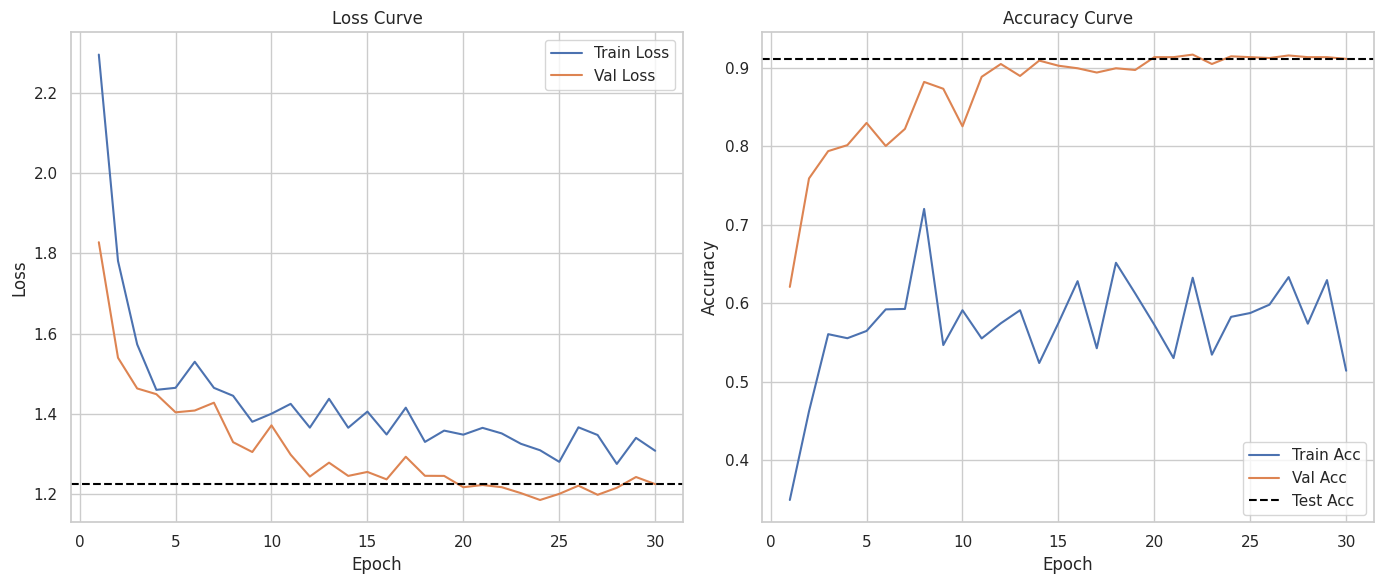 Loss Curve
Train Loss
Val Loss
2.2
2.0
1.8
1.6
1.4
1.2
Loss
0
5
10
15
20
25
30
Epoch
Accuracy Curve
0.9
0.8
0.7
0.6
0.5
0.4
Accuracy
Train Acc
Val Acc
Test Acc
0
5
10
15
20
25
30
Epoch